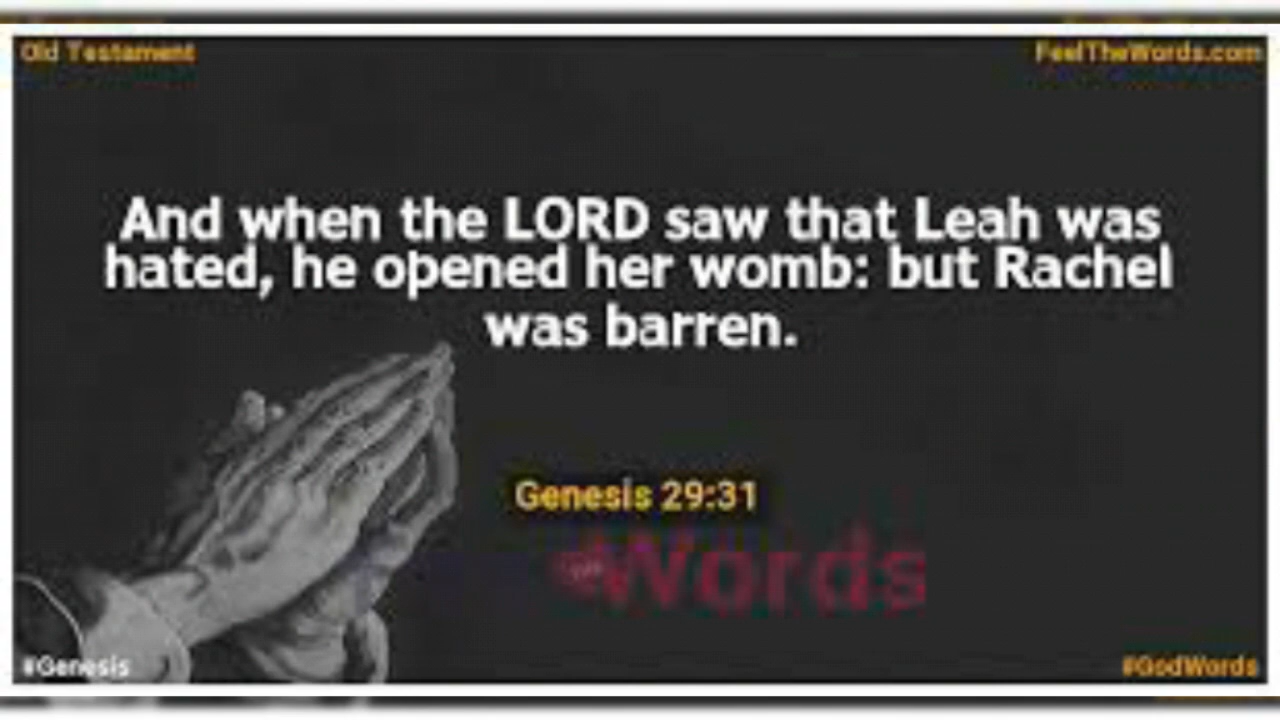 Old Testament
FeelTheWords.com
And when the LORD saw that Leah was
hated, he opened her womb: but Rachel
was barren.
Genesis 29:31
Words
#Genesis
#GodWords